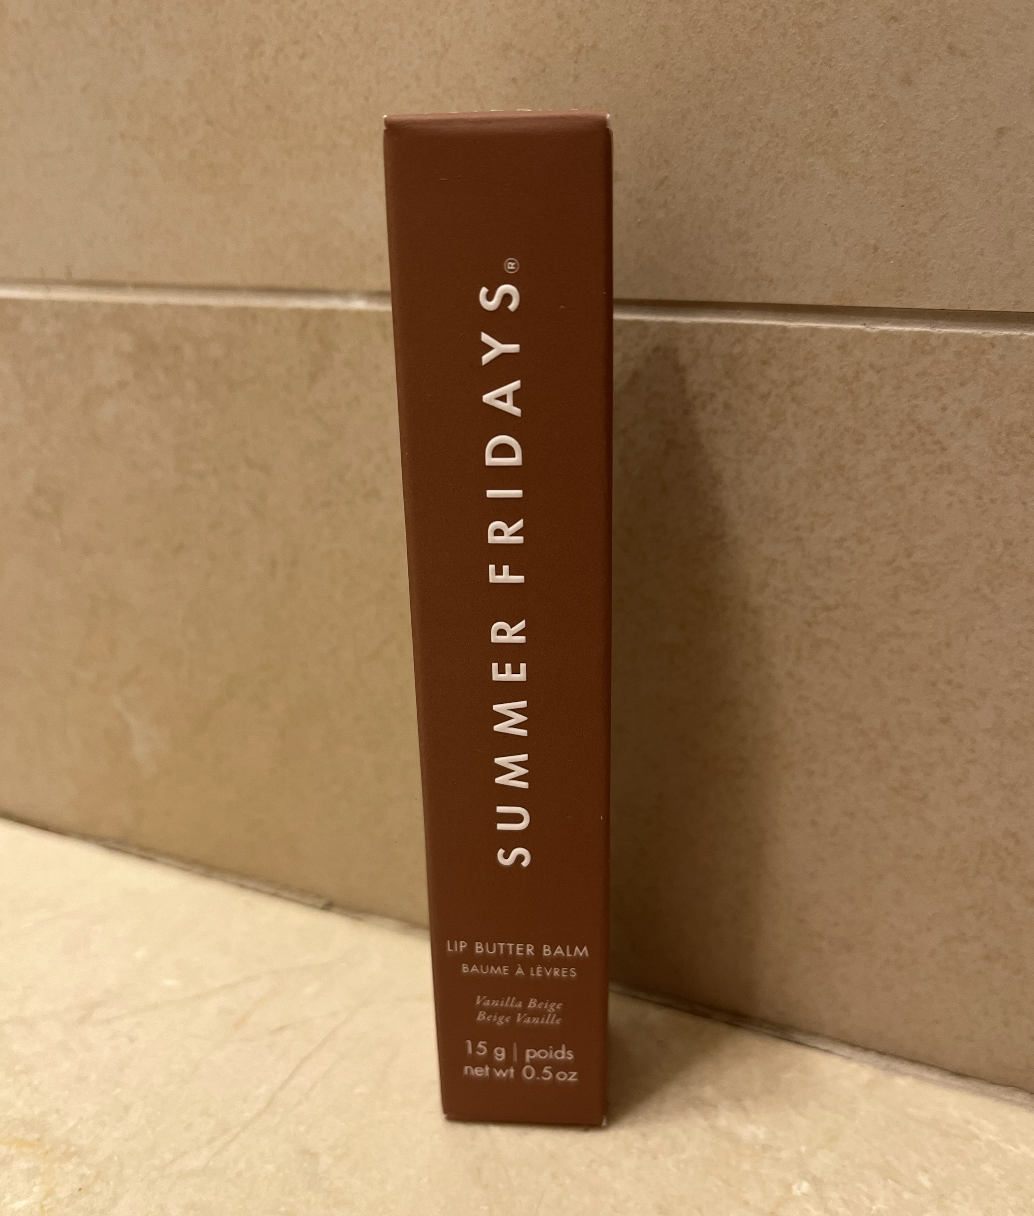 SUMMER FRIDAYS®
LIP BUTTER BALM
BAUME À LÈVRES
Vanilla Beige
Beige Vanille
15 g | poids
net wt 0.5 oz